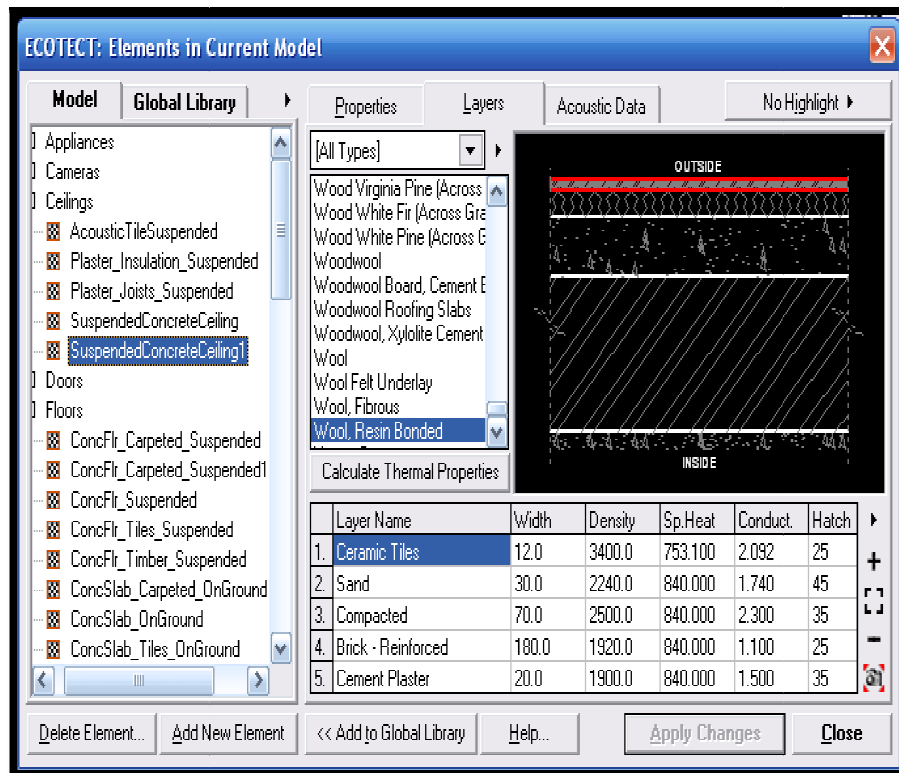 ECOTECT: Elements in Current Model
Model
Global Library
Properties
Layers
Acoustic Data
No Highlight
Appliances
Cameras
Ceilings
AcousticTileSuspended
Plaster_Insulation_Suspended
Plaster_Joists_Suspended
SuspendedConcreteCeiling
SuspendedConcreteCeiling1
Doors
Floors
ConcFlr_Carpeted_Suspended
ConcFlr_Carpeted_Suspended1
ConcFlr_Suspended
ConcFlr_Tiles_Suspended
ConcFlr_Timber_Suspended
ConcSlab_Carpeted_OnGround
ConcSlab_OnGround
ConcSlab_Tiles_OnGround
[All Types]
Wood Virginia Pine (Across
Wood White Fir (Across Gra
Wood White Pine (Across G
Woodwool
Woodwool Board, Cement B
Woodwool Roofing Slabs
Woodwool, Xylolite Cement
Wool
Wool Felt Underlay
Wool, Fibrous
Wool, Resin Bonded
Calculate Thermal Properties
OUTSIDE
INSIDE
Layer Name Width Density Sp.Heat Conduct. Hatch
1. Ceramic Tiles 12.0 3400.0 753.100 2.092 25
2. Sand 30.0 2240.0 840.000 1.740 45
3. Compacted 70.0 2500.0 840.000 2.300 35
4. Brick - Reinforced 180.0 1920.0 840.000 1.100 25
5. Cement Plaster 20.0 1900.0 840.000 1.500 35
Delete Element...
Add New Element
<< Add to Global Library
Help...
Apply Changes
Close